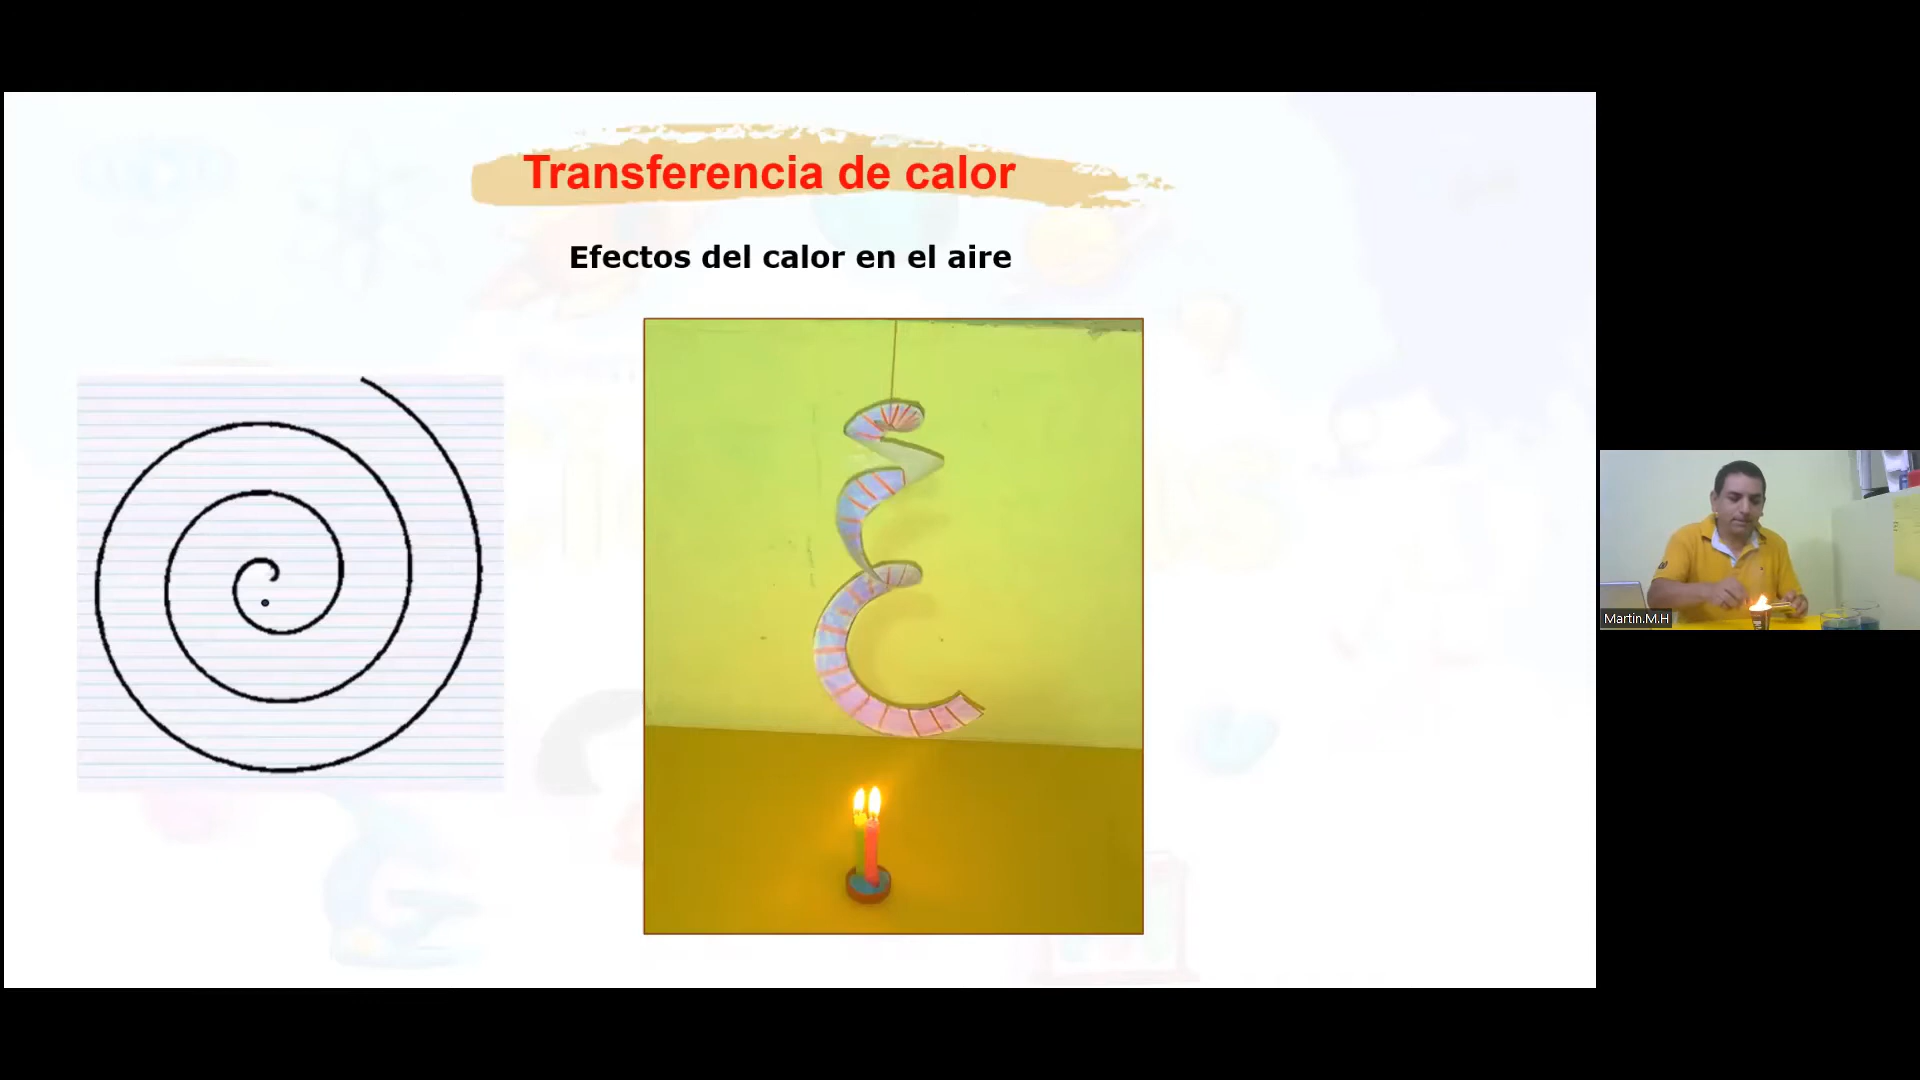 Transferencia de calor
Efectos del calor en el aire
Martin.M.H